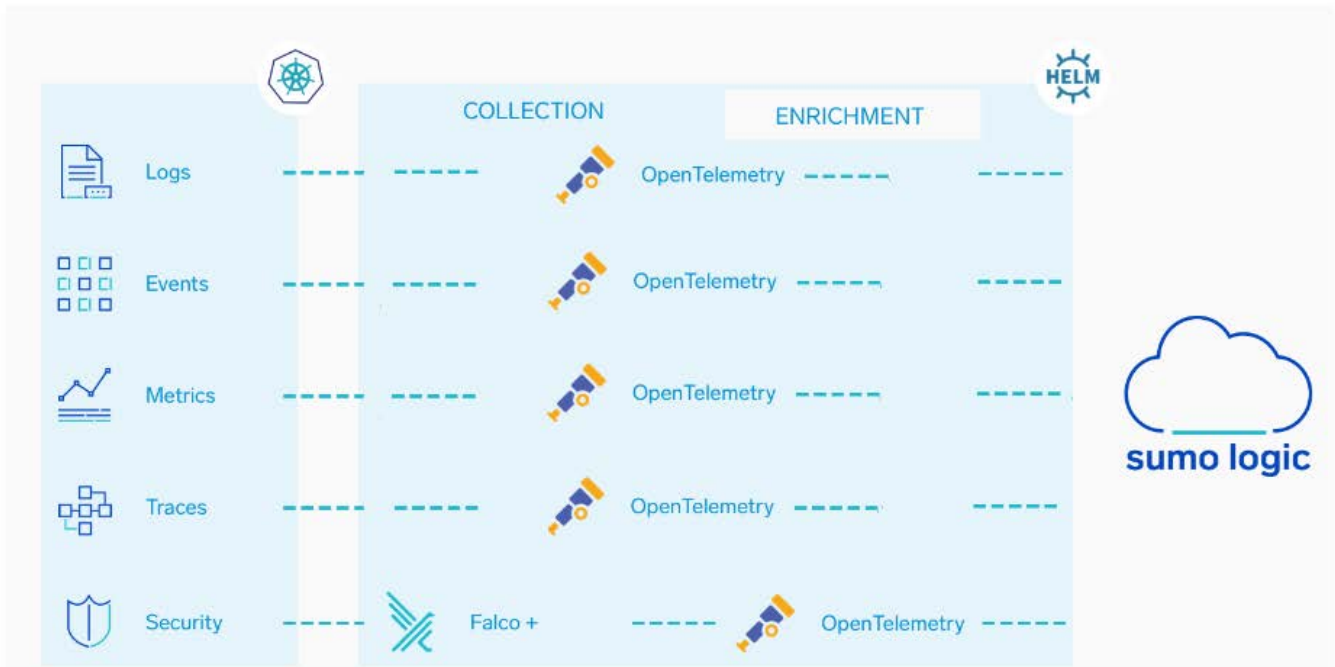 HELM
COLLECTION
ENRICHMENT
Logs
OpenTelemetry
Events
OpenTelemetry
Metrics
OpenTelemetry
sumo logic
Traces
OpenTelemetry
Security
Falco +
OpenTelemetry